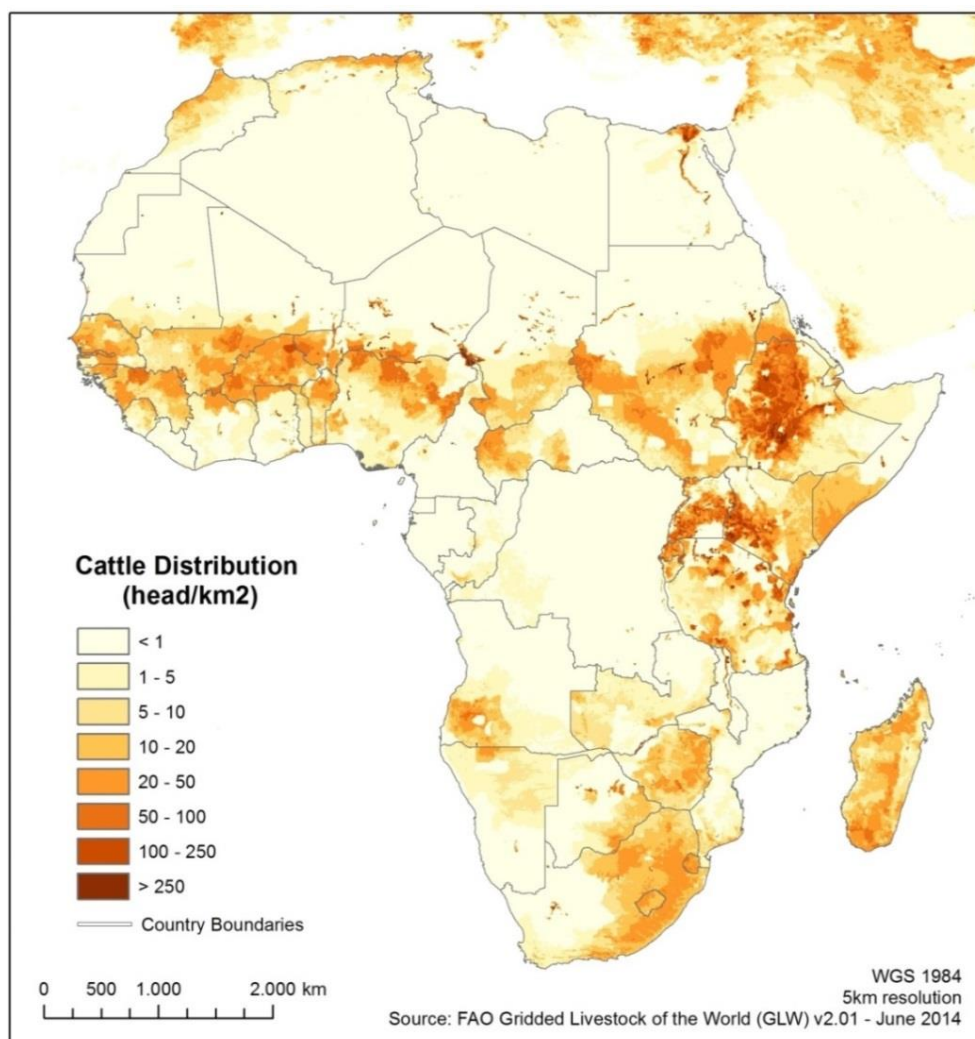 Cattle Distribution
(head/km2)
< 1
1 - 5
5 - 10
10 - 20
20 - 50
50 - 100
100 - 250
> 250
Country Boundaries
0 500 1.000 2.000 km
WGS 1984
5km resolution
Source: FAO Gridded Livestock of the World (GLW) v2.01 - June 2014